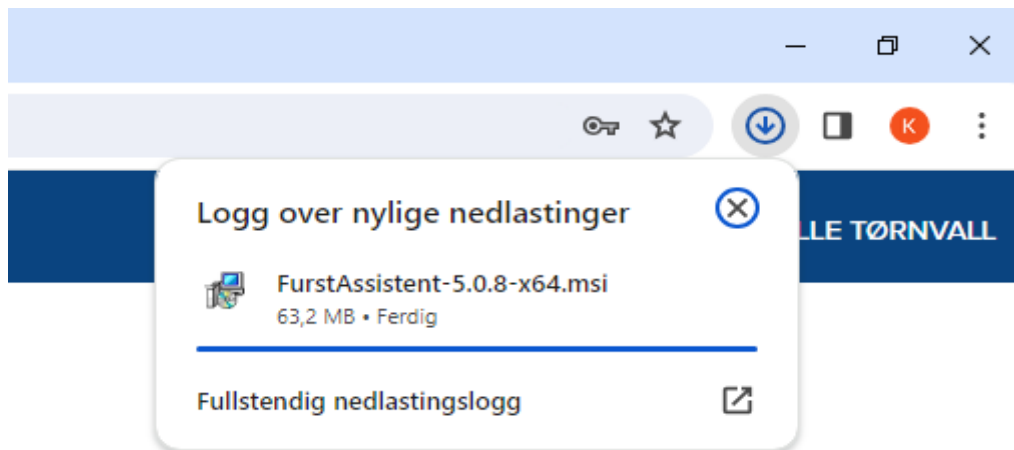 K
Logg over nylige nedlastinger
LLE TØRNVALL
FurstAssistent-5.0.8-x64.msi
63,2 MB • Ferdig
Fullstendig nedlastingslogg